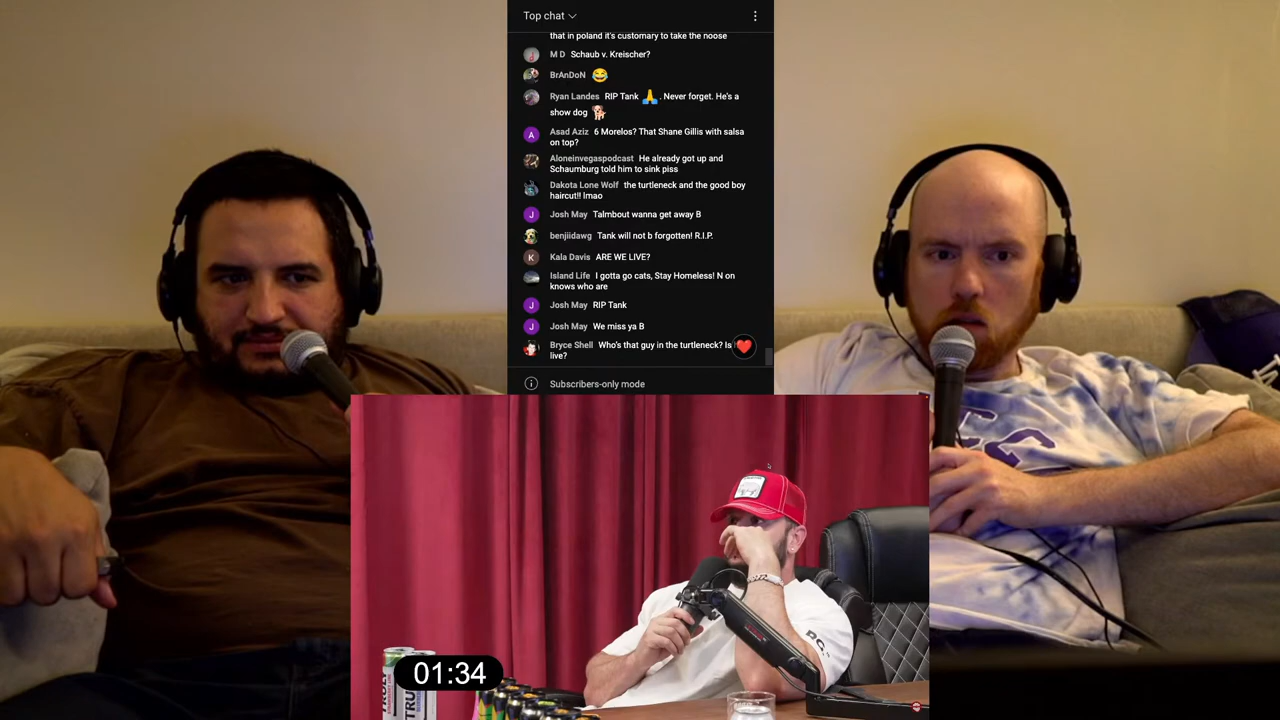 Top chat
that in poland it's customary to take the noose
M D Schaub v. Kreischer?
BrAnDoN 😂
Ryan Landes RIP Tank 🙏 . Never forget. He's a
show dog 🐕
A
Asad Aziz 6 Morelos? That Shane Gillis with salsa
on top?
Aloneinvegaspodcast He already got up and
Schaumburg told him to sink piss
Dakota Lone Wolf the turtleneck and the good boy
haircut!! lmao
J
Josh May Talmbout wanna get away B
benjiidawg Tank will not b forgotten! R.I.P.
K
Kala Davis ARE WE LIVE?
Island Life I gotta go cats, Stay Homeless! N on
knows who are
J
Josh May RIP Tank
J
Josh May We miss ya B
Bryce Shell Who's that guy in the turtleneck? Is
live?
Subscribers-only mode
01:34